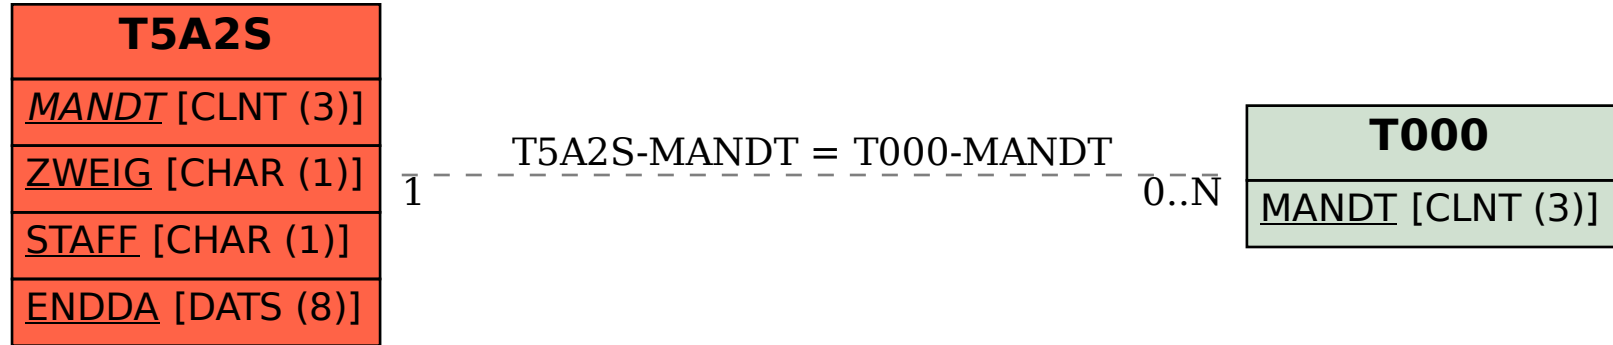 T5A2S
MANDT [CLNT (3)]
ZWEIG [CHAR (1)]
STAFF [CHAR (1)]
ENDDA [DATS (8)]
T5A2S-MANDT = T000-MANDT
1
0..N
T000
MANDT [CLNT (3)]